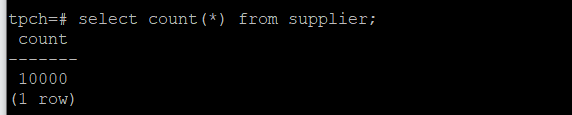 tpch=# select count(*) from supplier;
count
-------
10000
(1 row)